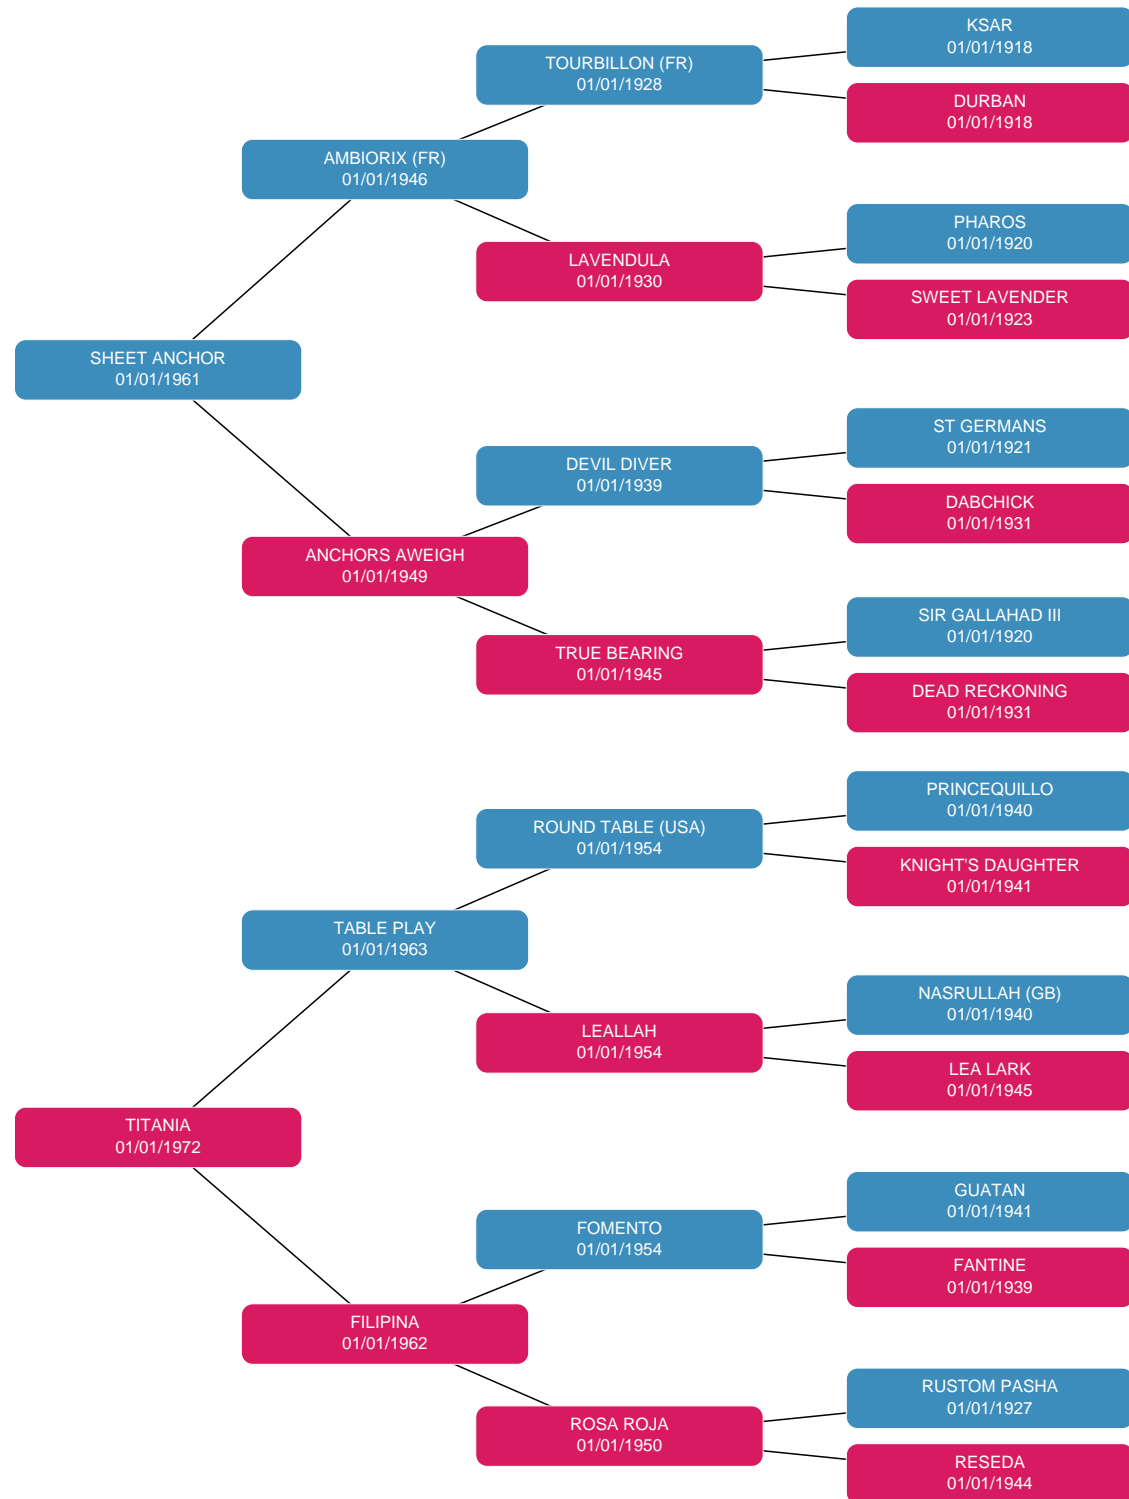 KSAR
01/01/1918
TOURBILLON (FR)
01/01/1928
DURBAN
01/01/1918
AMBIORIX (FR)
01/01/1946
PHAROS
01/01/1920
LAVENDULA
01/01/1930
SWEET LAVENDER
01/01/1923
SHEET ANCHOR
01/01/1961
ST GERMANS
01/01/1921
DEVIL DIVER
01/01/1939
DABCHICK
01/01/1931
ANCHORS AWEIGH
01/01/1949
SIR GALLAHAD III
01/01/1920
TRUE BEARING
01/01/1945
DEAD RECKONING
01/01/1931
PRINCEQUILLO
01/01/1940
ROUND TABLE (USA)
01/01/1954
KNIGHT'S DAUGHTER
01/01/1941
TABLE PLAY
01/01/1963
NASRULLAH (GB)
01/01/1940
LEALLAH
01/01/1954
LEA LARK
01/01/1945
TITANIA
01/01/1972
GUATAN
01/01/1941
FOMENTO
01/01/1954
FANTINE
01/01/1939
FILIPINA
01/01/1962
RUSTOM PASHA
01/01/1927
ROSA ROJA
01/01/1950
RESEDA
01/01/1944